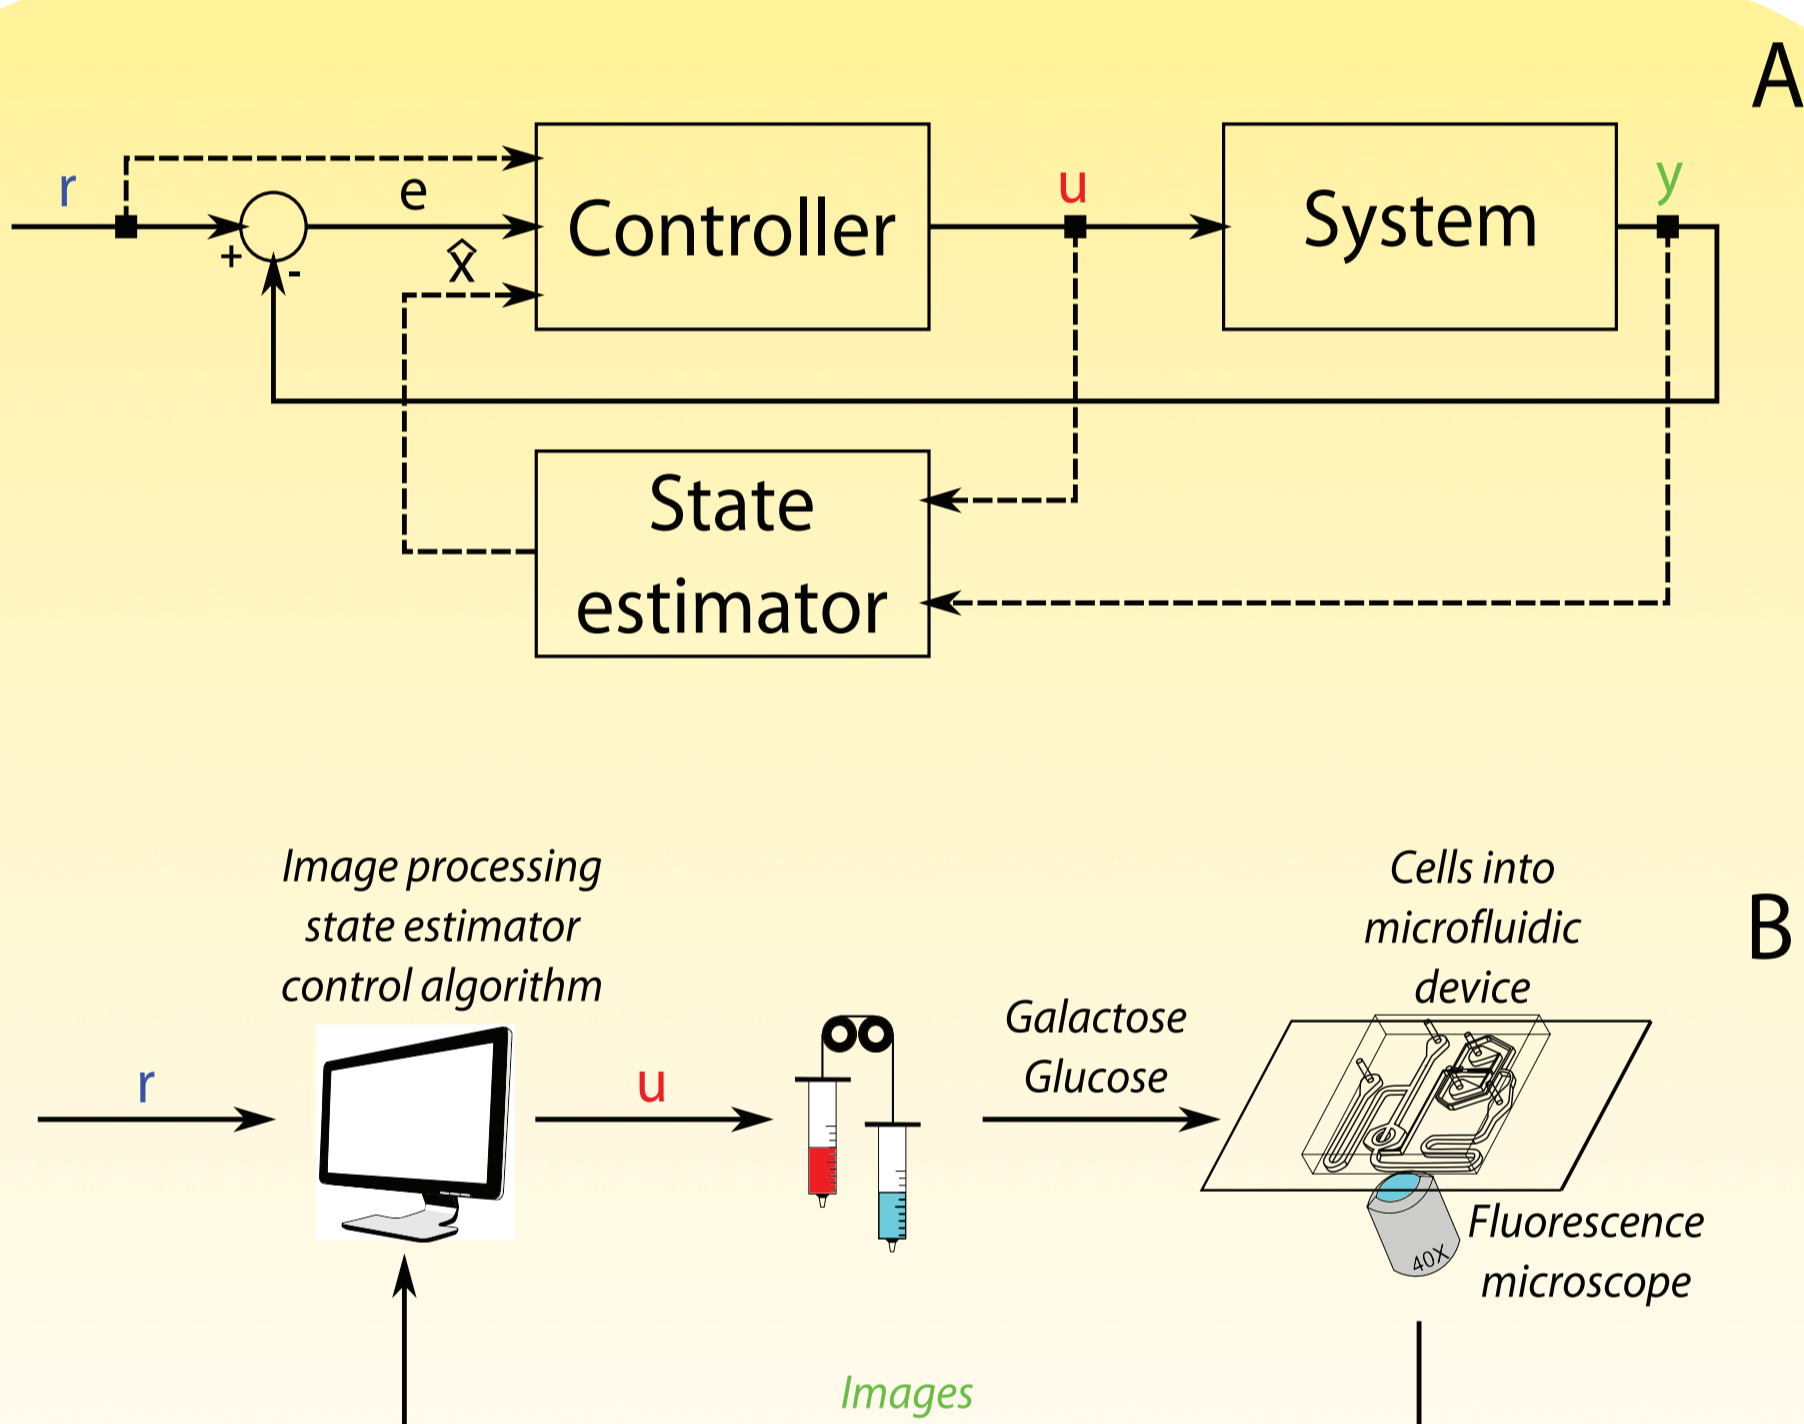 A
r
e
+
-
x̂
Controller
u
System
y
State
estimator
B
Image processing
state estimator
control algorithm
r
u
Galactose
Glucose
Cells into
microfluidic
device
40X
Fluorescence
microscope
Images